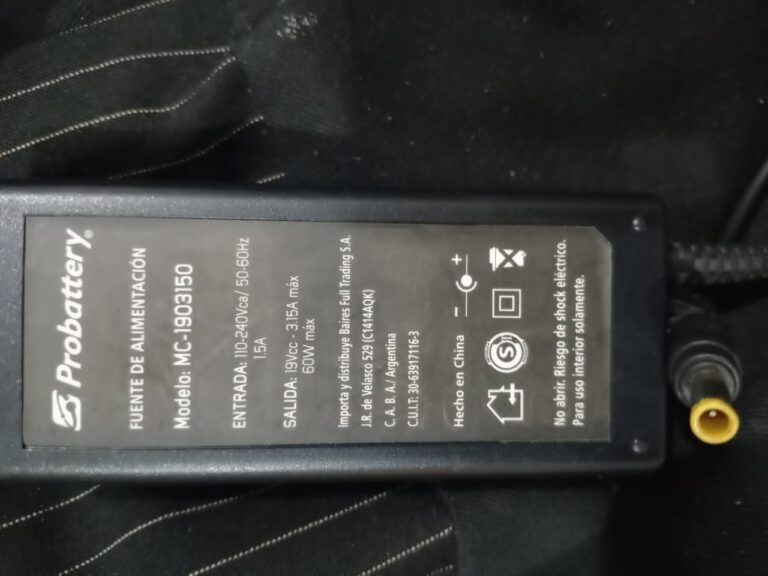 Probattery®
FUENTE DE ALIMENTACIÓN
Modelo: MC-1903150
ENTRADA: 110-240Vca/ 50-60Hz
1.5A
SALIDA: 19Vcc - 3.15A máx
60W máx
Importa y distribuye Baires Full Trading S.A.
J.R. de Velasco 529 (C1414AQK)
C. A. B. A. / Argentina
C.U.I.T: 30-63917116-3
Hecho en China - +
S
No abrir. Riesgo de shock eléctrico.
Para uso interior solamente.